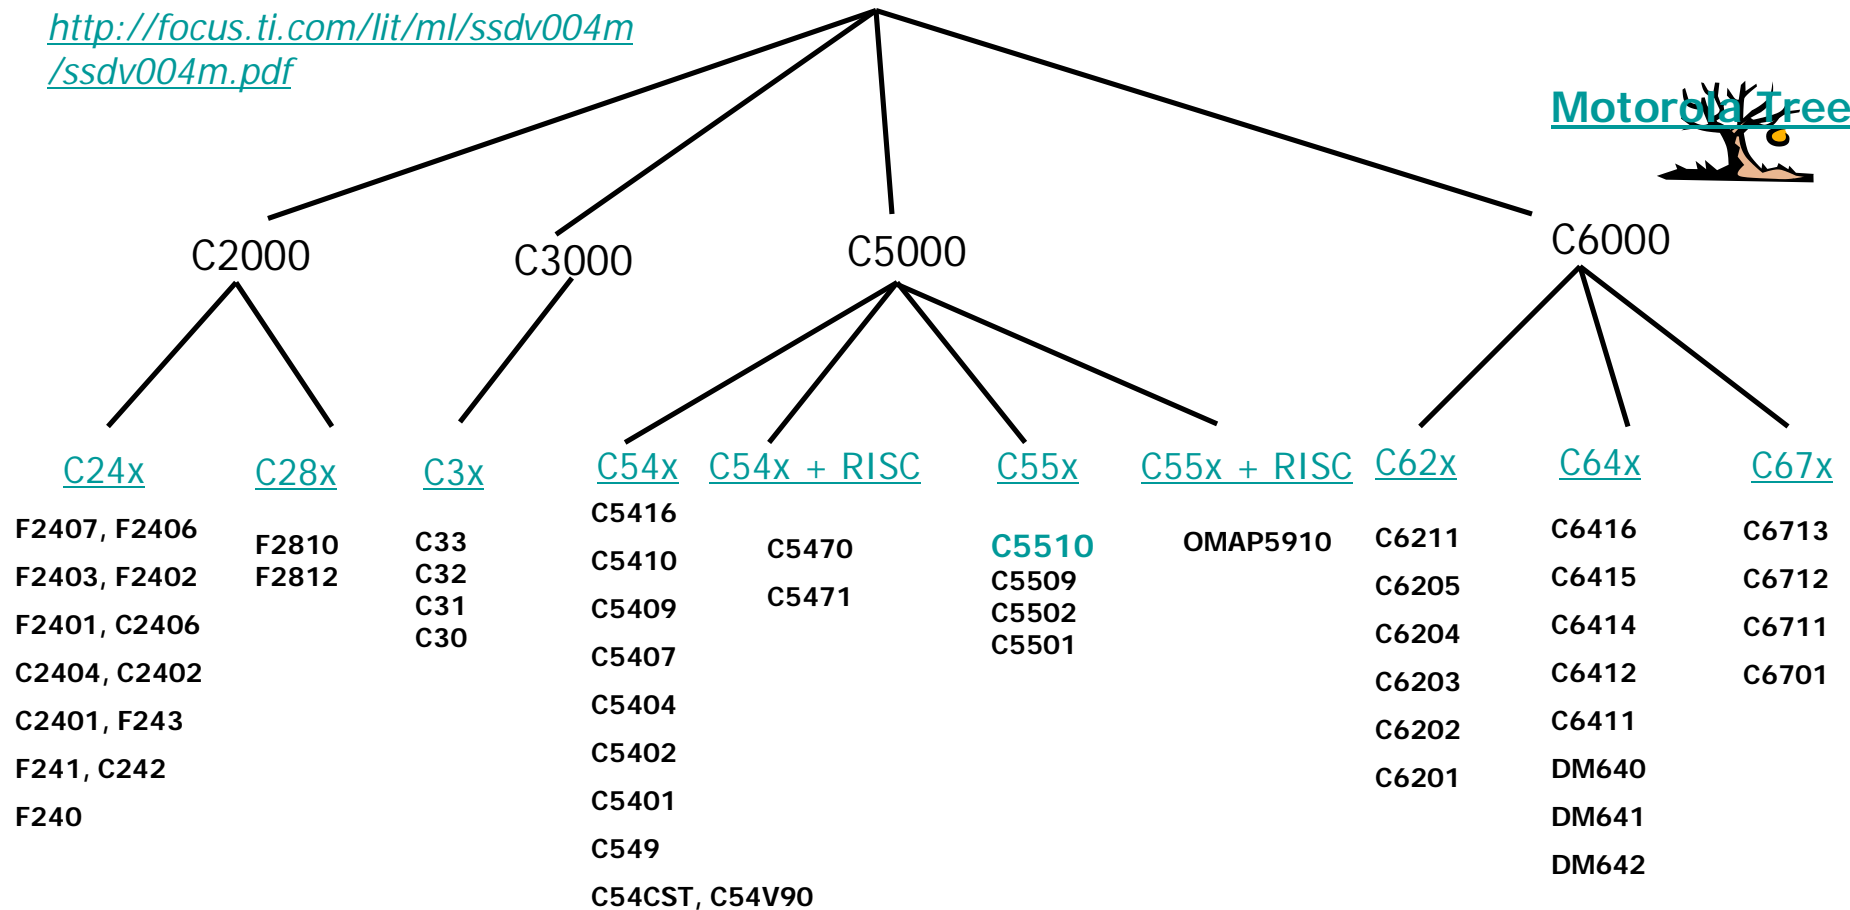 http://focus.ti.com/lit/ml/ssdv004m
/ssdv004m.pdf
Motorola Tree
C2000
C3000
C5000
C6000
C24x
F2407, F2406
F2403, F2402
F2401, C2406
C2404, C2402
C2401, F243
F241, C242
F240
C28x
F2810
F2812
C3x
C33
C32
C31
C30
C54x
C5416
C5410
C5409
C5407
C5404
C5402
C5401
C549
C54CST, C54V90
C54x + RISC
C5470
C5471
C55x
C5510
C5509
C5502
C5501
C55x + RISC
OMAP5910
C62x
C6211
C6205
C6204
C6203
C6202
C6201
C64x
C6416
C6415
C6414
C6412
C6411
DM640
DM641
DM642
C67x
C6713
C6712
C6711
C6701